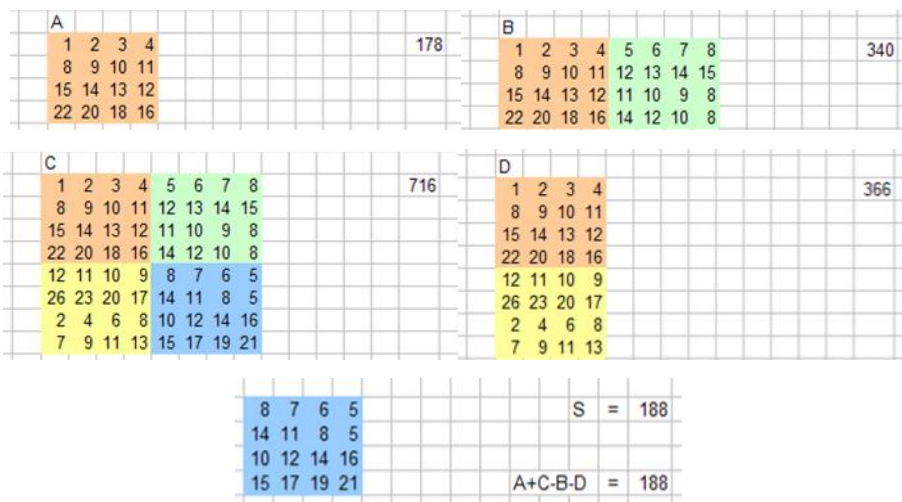 A
1 2 3 4 178
8 9 10 11
15 14 13 12
22 20 18 16
B
1 2 3 4 5 6 7 8 340
8 9 10 11 12 13 14 15
15 14 13 12 11 10 9 8
22 20 18 16 14 12 10 8
C
1 2 3 4 5 6 7 8 716
8 9 10 11 12 13 14 15
15 14 13 12 11 10 9 8
22 20 18 16 14 12 10 8
12 11 10 9 8 7 6 5
26 23 20 17 14 11 8 5
2 4 6 8 10 12 14 16
7 9 11 13 15 17 19 21
D
1 2 3 4 366
8 9 10 11
15 14 13 12
22 20 18 16
12 11 10 9
26 23 20 17
2 4 6 8
7 9 11 13
8 7 6 5 S = 188
14 11 8 5
10 12 14 16
15 17 19 21 A+C-B-D = 188